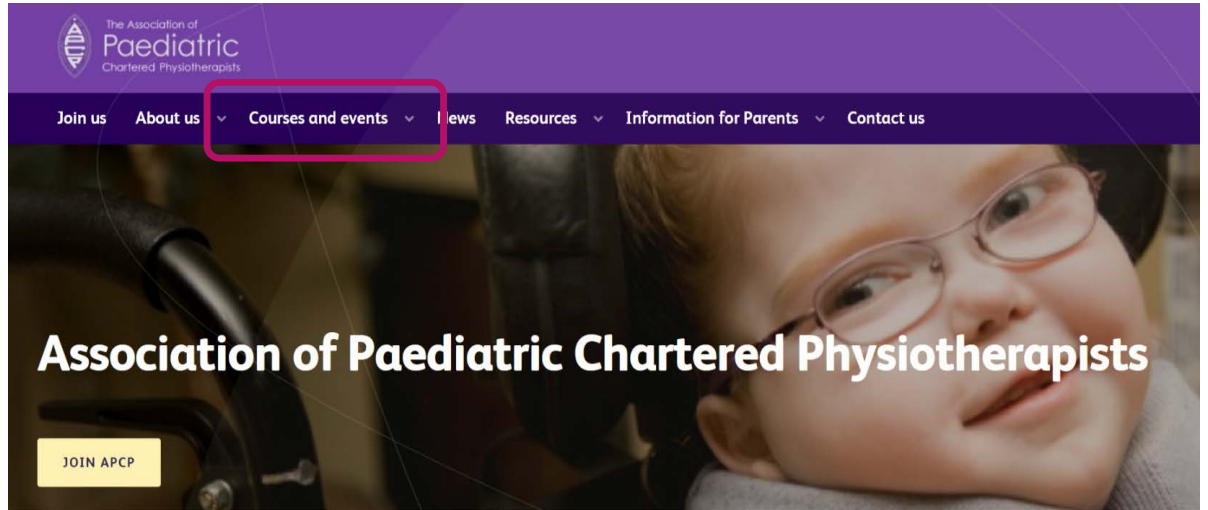 The Association of
Paediatric
Chartered Physiotherapists
Join us About us Courses and events News Resources Information for Parents Contact us
Association of Paediatric Chartered Physiotherapists
JOIN APCP